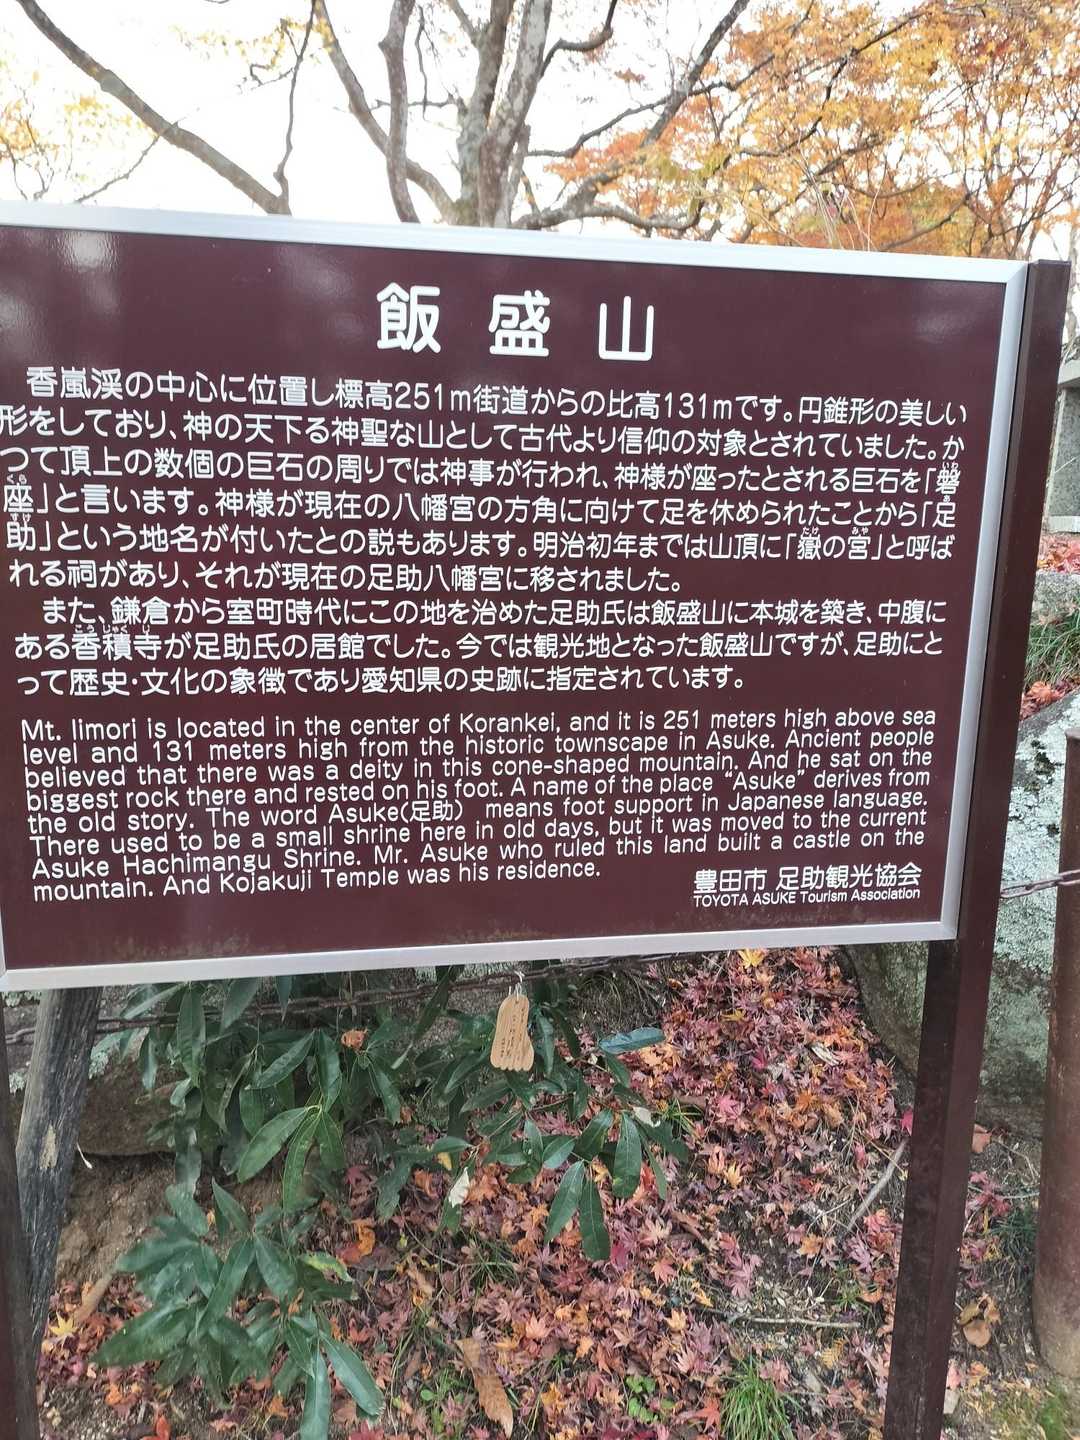 飯盛山
香嵐渓の中心に位置し標高251m街道からの比高131mです。円錐形の美しい
形をしており、神の天下る神聖な山として古代より信仰の対象とされていました。か
つて頂上の数個の巨石の周りでは神事が行われ、神様が座ったとされる巨石を「磐
座」と言います。神様が現在の八幡宮の方角に向けて足を休められたことから「足
助」という地名が付いたとの説もあります。明治初年までは山頂に「嶽の宮」と呼ば
れる祠があり、それが現在の足助八幡宮に移されました。
また、鎌倉から室町時代にこの地を治めた足助氏は飯盛山に本城を築き、中腹に
ある香積寺が足助氏の居館でした。今では観光地となった飯盛山ですが、足助にと
って歴史・文化の象徴であり愛知県の史跡に指定されています。
Mt. Iimori is located in the center of Korankei, and it is 251 meters high above sea
level and 131 meters high from the historic townscape in Asuke. Ancient people
believed that there was a deity in this cone-shaped mountain. And he sat on the
biggest rock there and rested on his foot. A name of the place “Asuke” derives from
the old story. The word Asuke(足助) means foot support in Japanese language.
There used to be a small shrine here in old days, but it was moved to the current
Asuke Hachimangu Shrine. Mr. Asuke who ruled this land built a castle on the
mountain. And Kojakuji Temple was his residence.
豊田市 足助観光協会
TOYOTA ASUKE Tourism Association